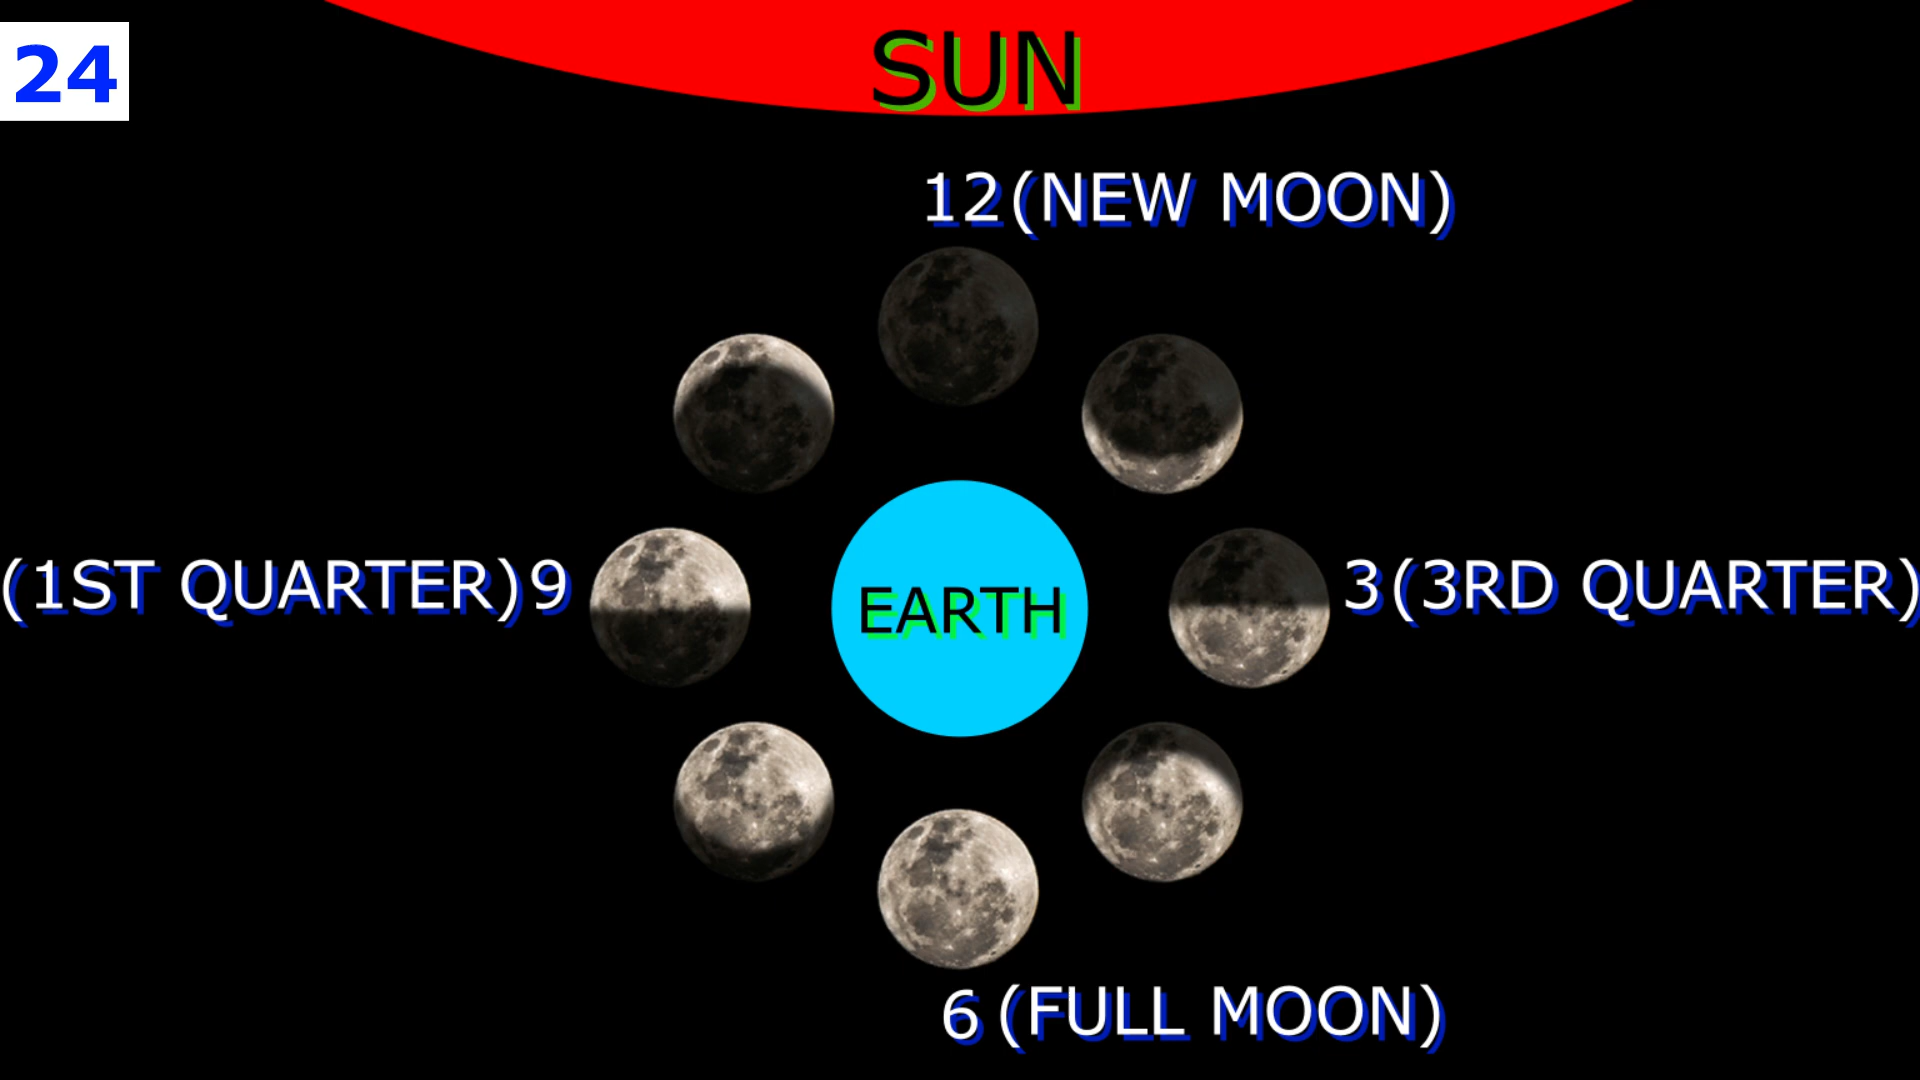 24
SUN
12(NEW MOON)
(1ST QUARTER)9
EARTH
3(3RD QUARTER)
6(FULL MOON)